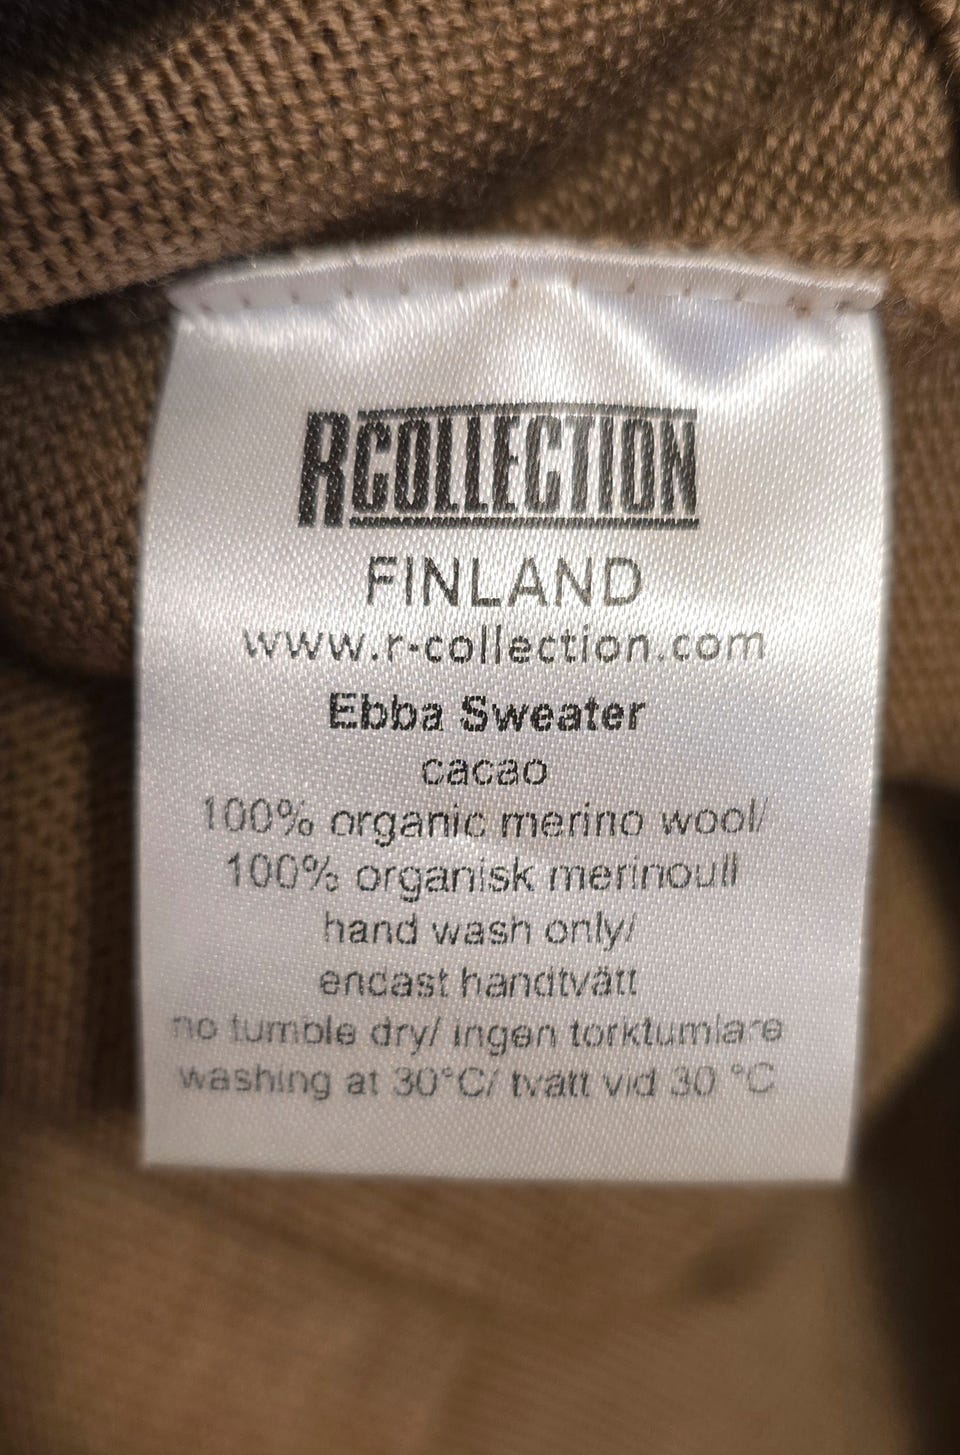 RCOLLECTION
FINLAND
www.r-collection.com
Ebba Sweater
cacao
100% organic merino wool/
100% organisk merinoull
hand wash only/
encast handtvätt
no tumble dry/ ingen torktumlare
washing at 30°C/ tvätt vid 30 °C